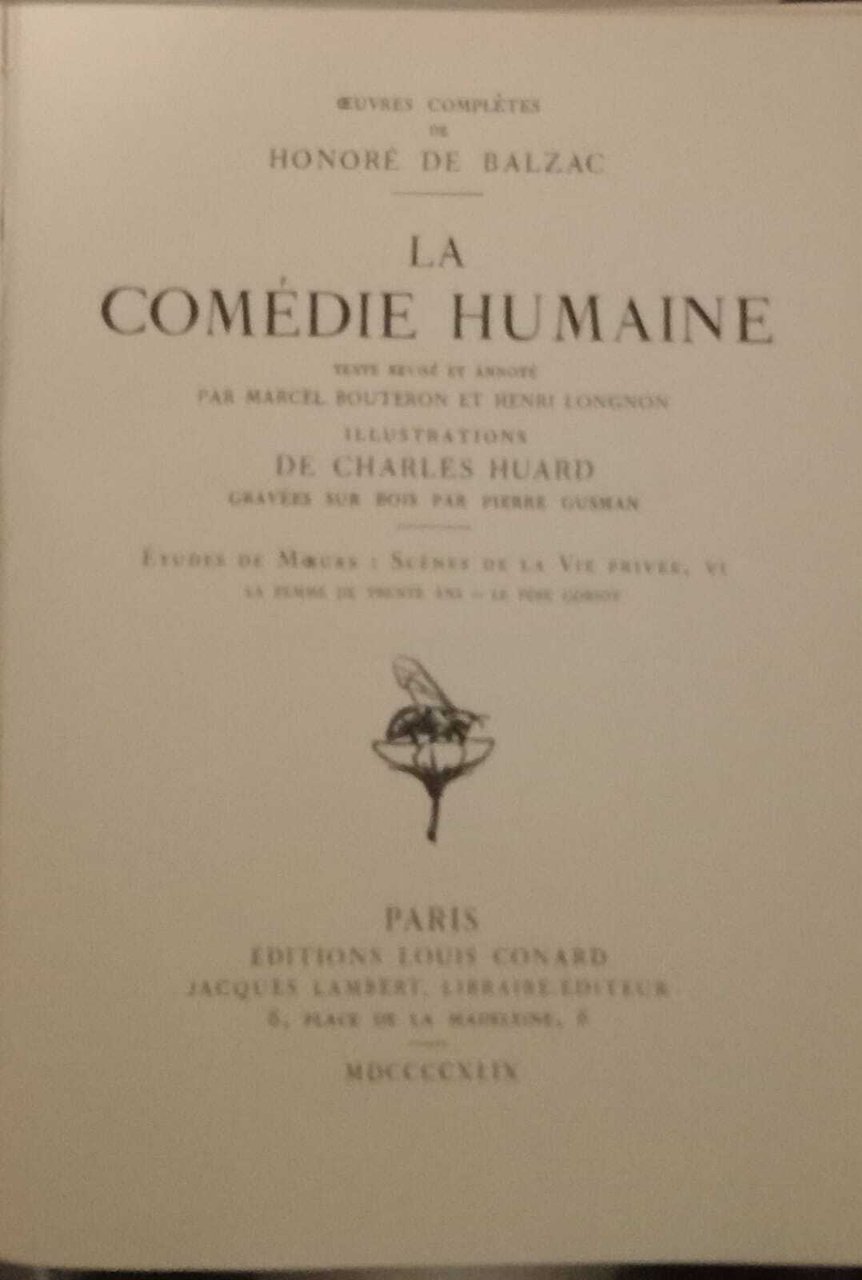 ŒUVRES COMPLÈTES
DE
HONORÉ DE BALZAC
LA
COMÉDIE HUMAINE
TEXTE REVISÉ ET ANNOTÉ
PAR MARCEL BOUTERON ET HENRI LONGNON
ILLUSTRATIONS
DE CHARLES HUARD
GRAVÉES SUR BOIS PAR PIERRE GUSMAN
ÉTUDES DE MŒURS : SCÈNES DE LA VIE PRIVÉE, VI
LA FEMME DE TRENTE ANS – LE PÈRE GORIOT
PARIS
ÉDITIONS LOUIS CONARD
JACQUES LAMBERT, LIBRAIRE-ÉDITEUR
6, PLACE DE LA MADELEINE, 6
MDCCCCXLIX